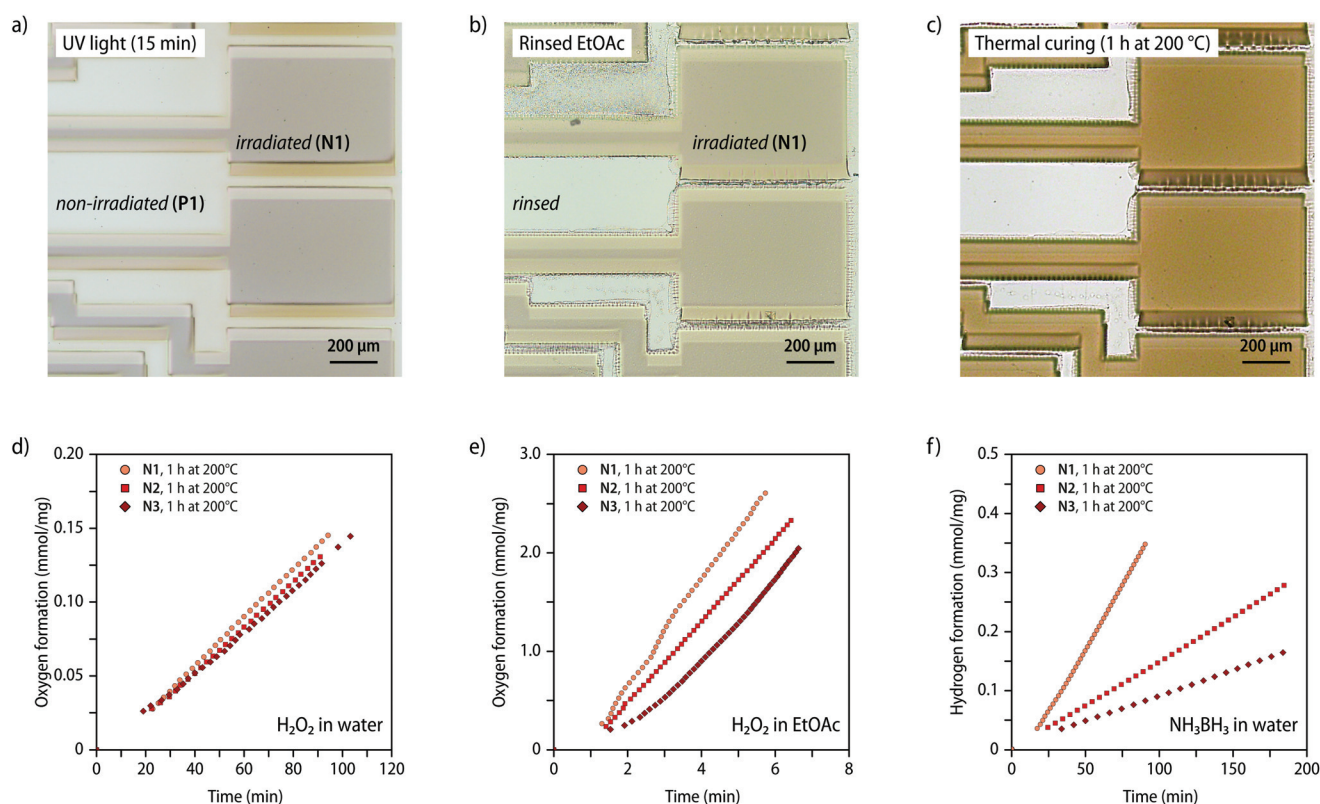 a)
UV light (15 min)
irradiated (N1)
non-irradiated (P1)
200 µm
b)
Rinsed EtOAc
irradiated (N1)
rinsed
200 µm
c)
Thermal curing (1 h at 200 °C)
200 µm
d)
0.20
0.15
0.10
0.05
0
Oxygen formation (mmol/mg)
N1, 1 h at 200°C
N2, 1 h at 200°C
N3, 1 h at 200°C
H₂O₂ in water
0 20 40 60 80 100 120
Time (min)
e)
3.0
2.0
1.0
0
Oxygen formation (mmol/mg)
N1, 1 h at 200°C
N2, 1 h at 200°C
N3, 1 h at 200°C
H₂O₂ in EtOAc
0 2 4 6 8
Time (min)
f)
0.5
0.4
0.3
0.2
0.1
0
Hydrogen formation (mmol/mg)
N1, 1 h at 200°C
N2, 1 h at 200°C
N3, 1 h at 200°C
NH₃BH₃ in water
0 50 100 150 200
Time (min)